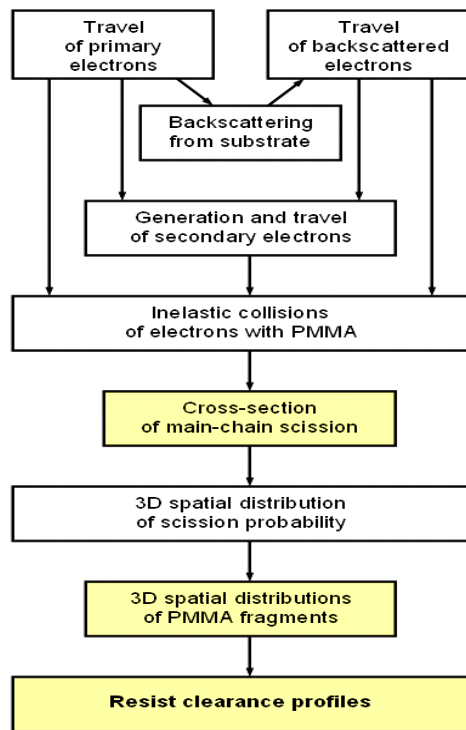 Travel
of primary
electrons
Travel
of backscattered
electrons
Backscattering
from substrate
Generation and travel
of secondary electrons
Inelastic collisions
of electrons with PMMA
Cross-section
of main-chain scission
3D spatial distribution
of scission probability
3D spatial distributions
of PMMA fragments
Resist clearance profiles